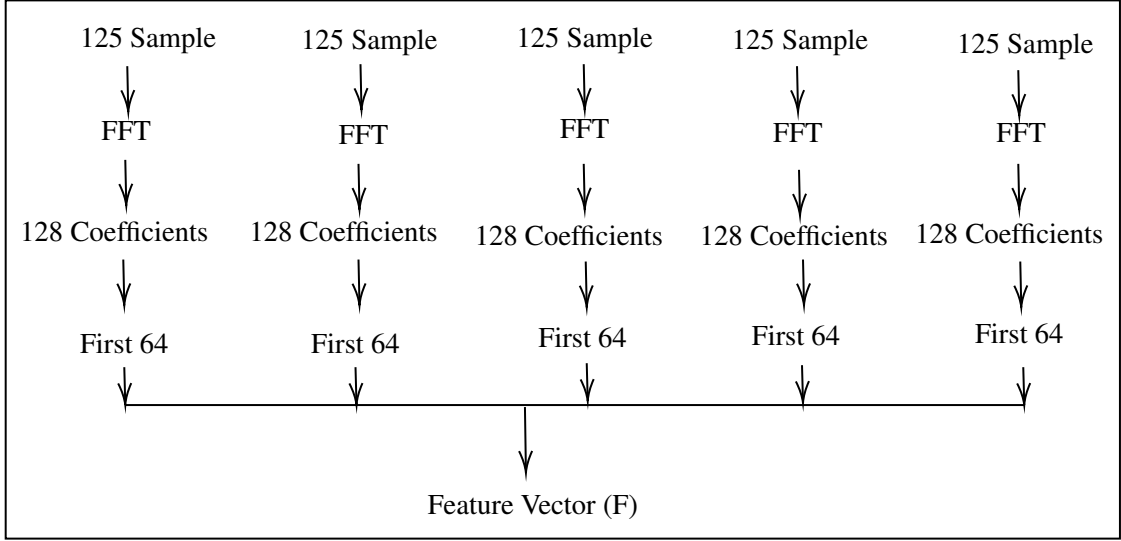 125 Sample 125 Sample 125 Sample 125 Sample 125 Sample
FFT FFT FFT FFT FFT
128 Coefficients 128 Coefficients 128 Coefficients 128 Coefficients 128 Coefficients
First 64 First 64 First 64 First 64 First 64
Feature Vector (F)